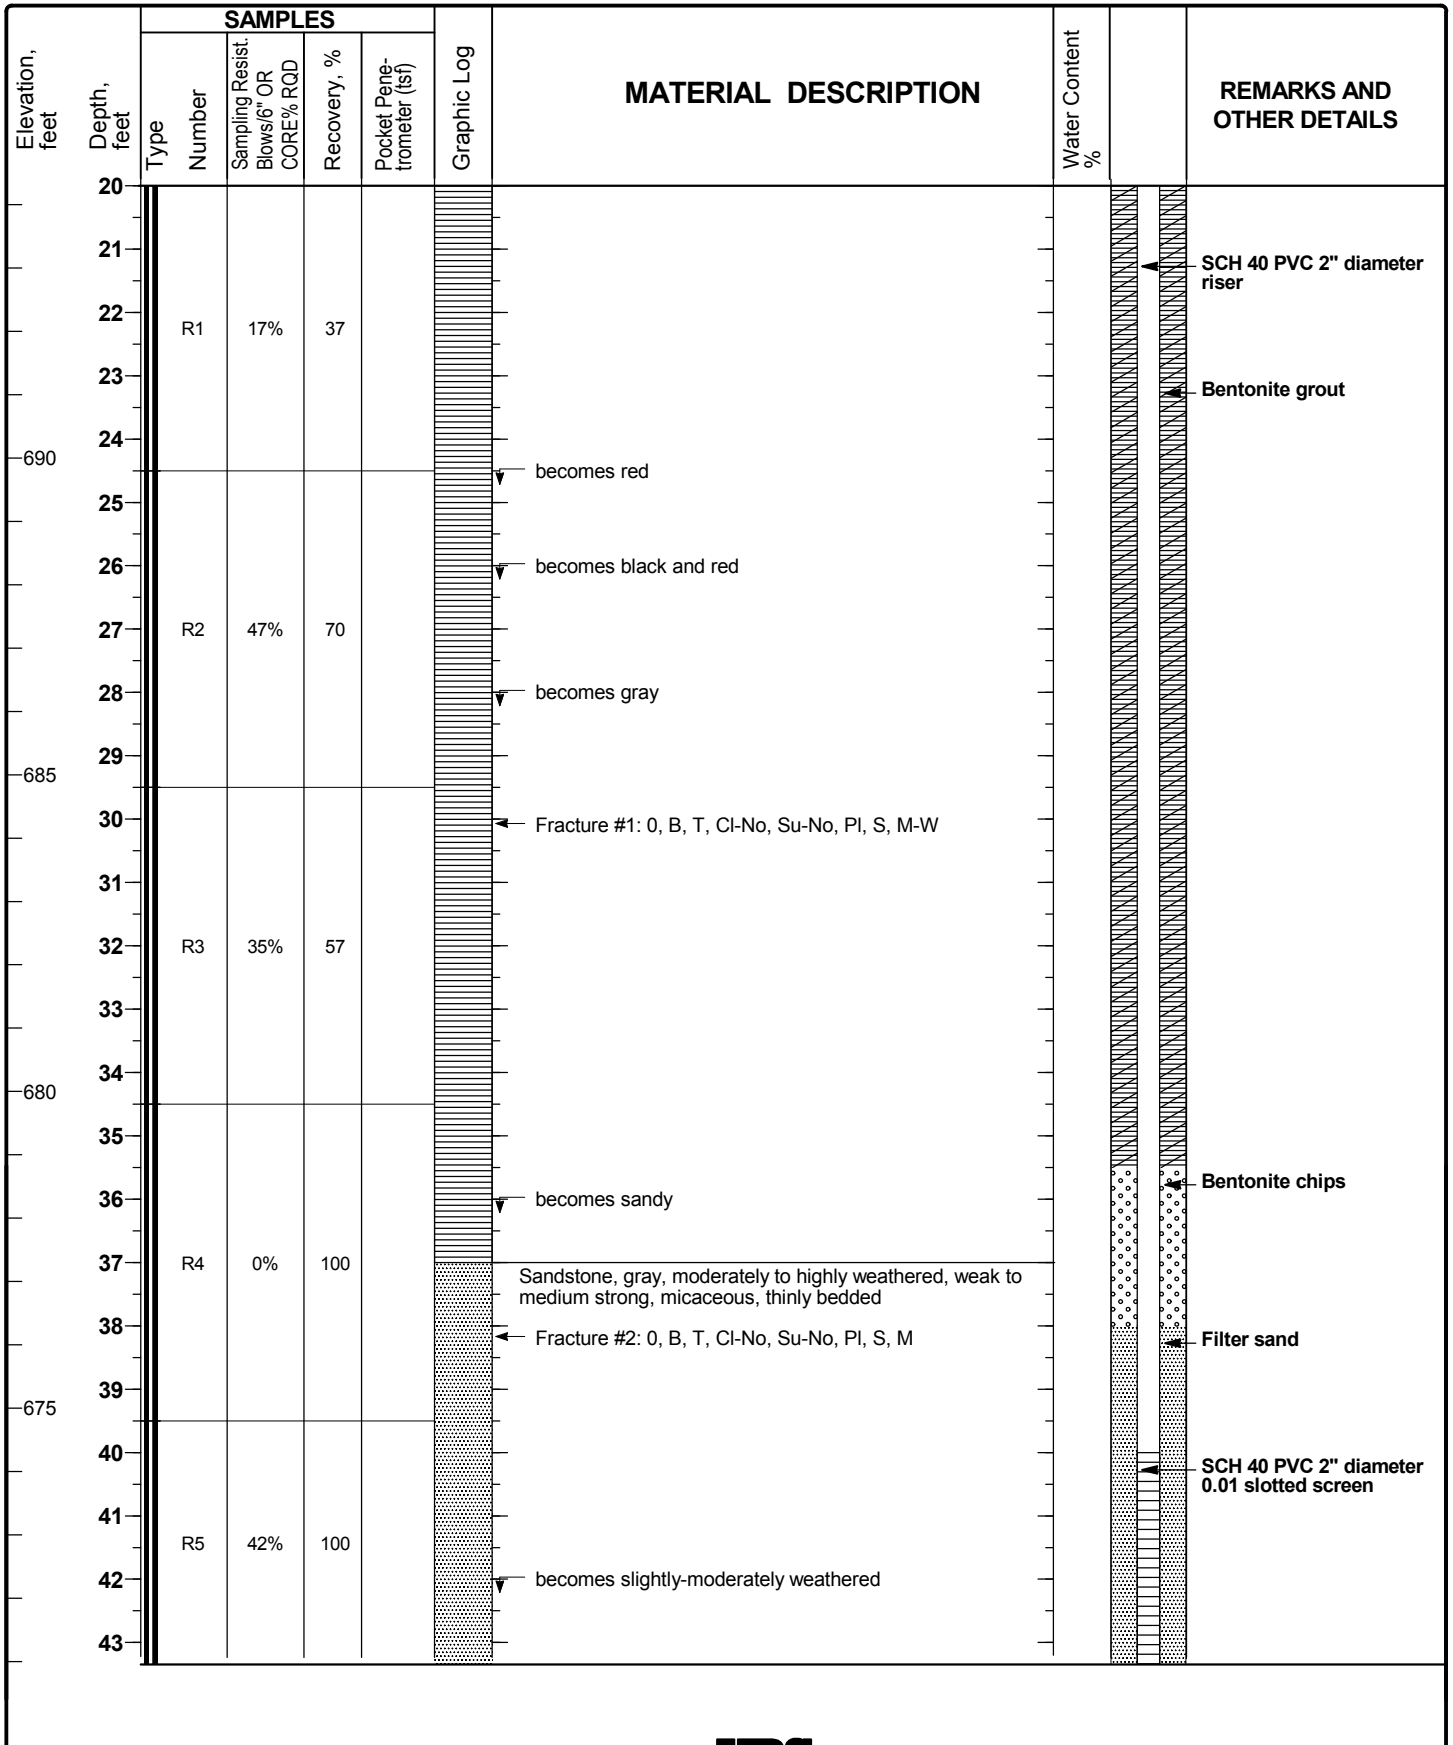 SAMPLES
Elevation,
feet
Depth,
feet
Type
Number
Sampling Resist.
Blows/6" OR
CORE% RQD
Recovery, %
Pocket Pene-
trometer (tsf)
Graphic Log
MATERIAL DESCRIPTION
Water Content
%
REMARKS AND
OTHER DETAILS
20
21
SCH 40 PVC 2" diameter
riser
22
R1 17% 37
23
Bentonite grout
24
690
becomes red
25
26
becomes black and red
27
R2 47% 70
28
becomes gray
29
685
30
Fracture #1: 0, B, T, Cl-No, Su-No, Pl, S, M-W
31
32
R3 35% 57
33
34
680
35
Bentonite chips
36
becomes sandy
37
R4 0% 100
Sandstone, gray, moderately to highly weathered, weak to
medium strong, micaceous, thinly bedded
38
Fracture #2: 0, B, T, Cl-No, Su-No, Pl, S, M
Filter sand
39
675
40
SCH 40 PVC 2" diameter
0.01 slotted screen
41
R5 42% 100
42
becomes slightly-moderately weathered
43